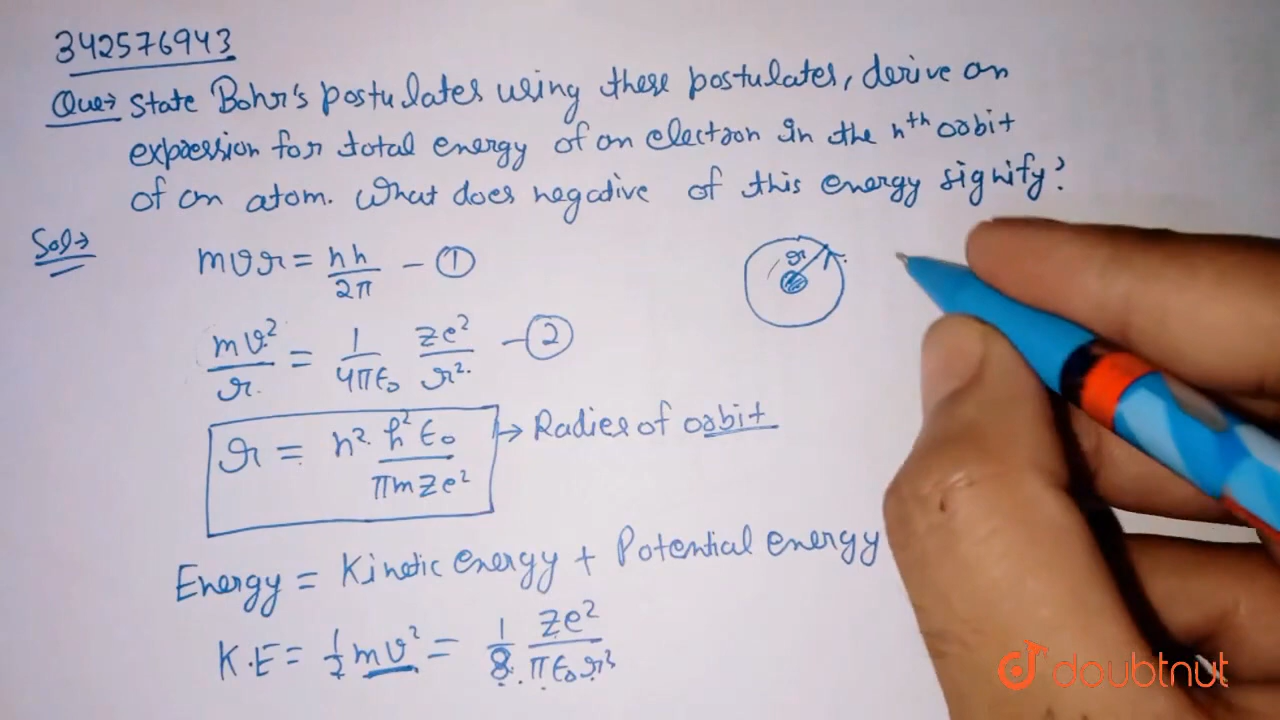 342576943
Que→ State Bohr's postulates using these postulates, derive an
expression for total energy of an electron in the nth orbit
of an atom. What does negative of this energy signify?
Sol→
mvr = nh/2π - ①
r
mv²/r = 1/4πε₀ Ze²/r² - ②
r = n² h² ε₀/πmZe² → Radies of orbit
Energy = Kinetic energy + Potential energy
K.E = 1/2 mv² = 1/8 Ze²/πε₀r
doubtnut